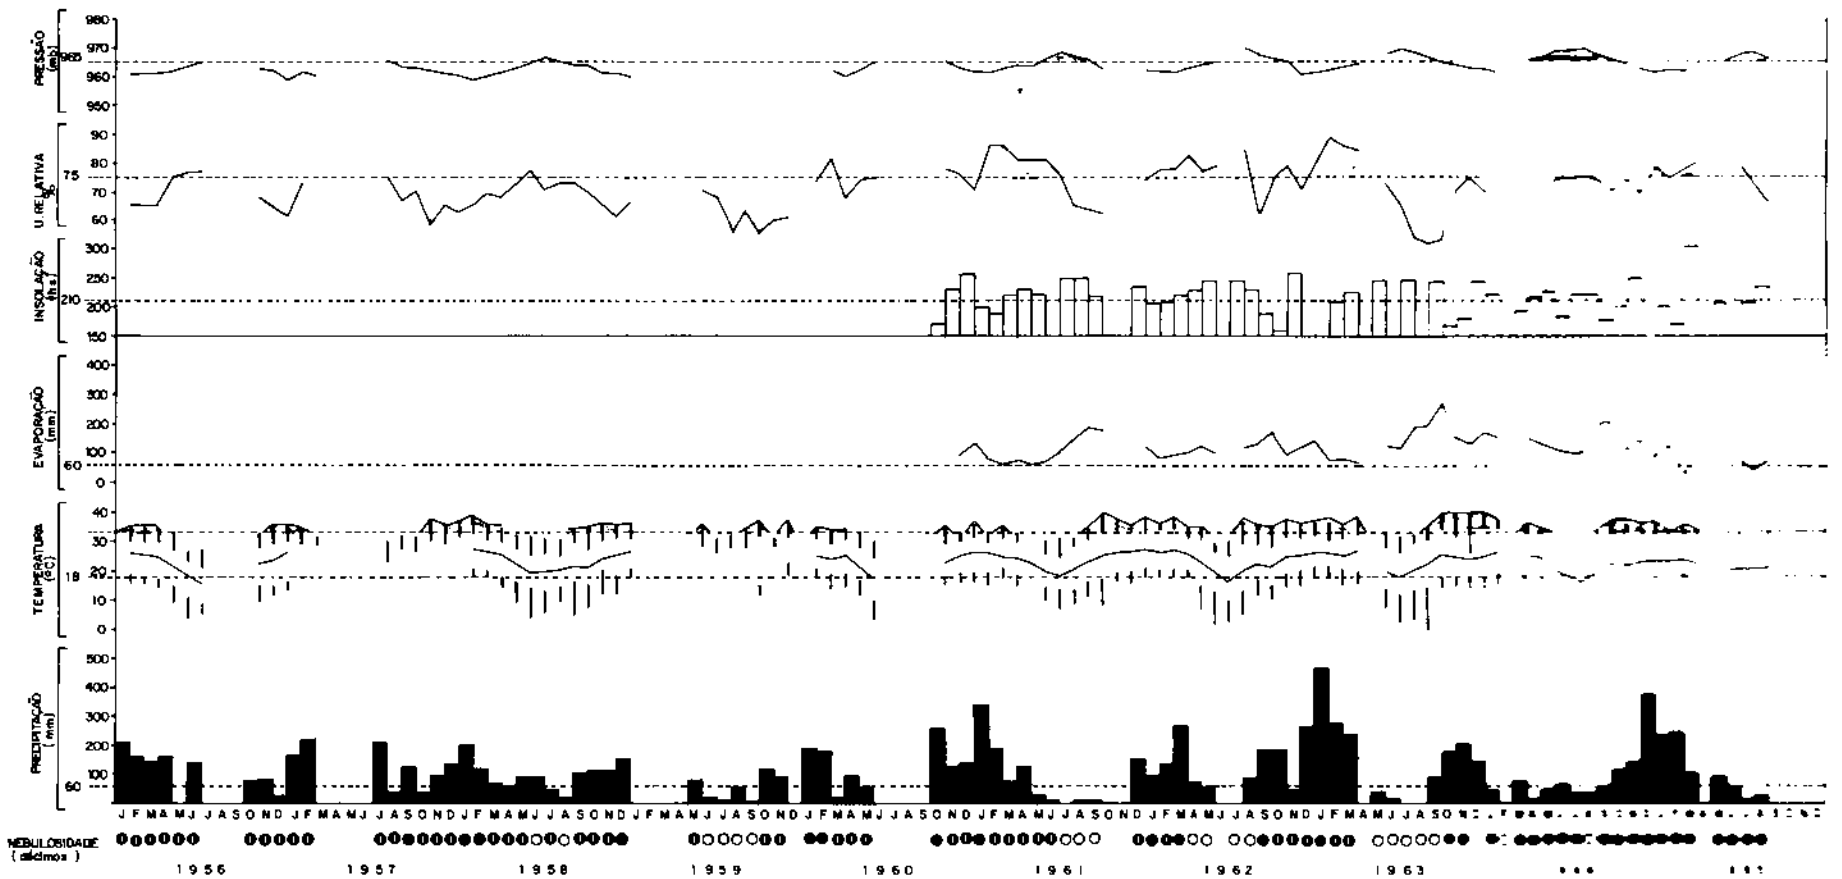 PRESSÃO
(mb)
980
970
965
960
950
U.RELATIVA
%
90
80
75
70
60
INSOLAÇÃO
(hs)
300
250
210
200
150
EVAPORAÇÃO
(mm)
400
300
200
100
60
0
TEMPERATURA
(ºC)
40
30
20
18
10
0
PRECIPITAÇÃO
(mm)
500
400
300
200
100
60
J F M A M J J A S O N D J F M A M J J A S O N D J F M A M J J A S O N D J F M A M J J A S O N D J F M A M J J A S O N D J F M A M J J A S O N D J F M A M J J A S O N D J F M A M J J A S O N D
NEBULOSIDADE
(décimos)
1956 1957 1958 1959 1960 1961 1962 1963